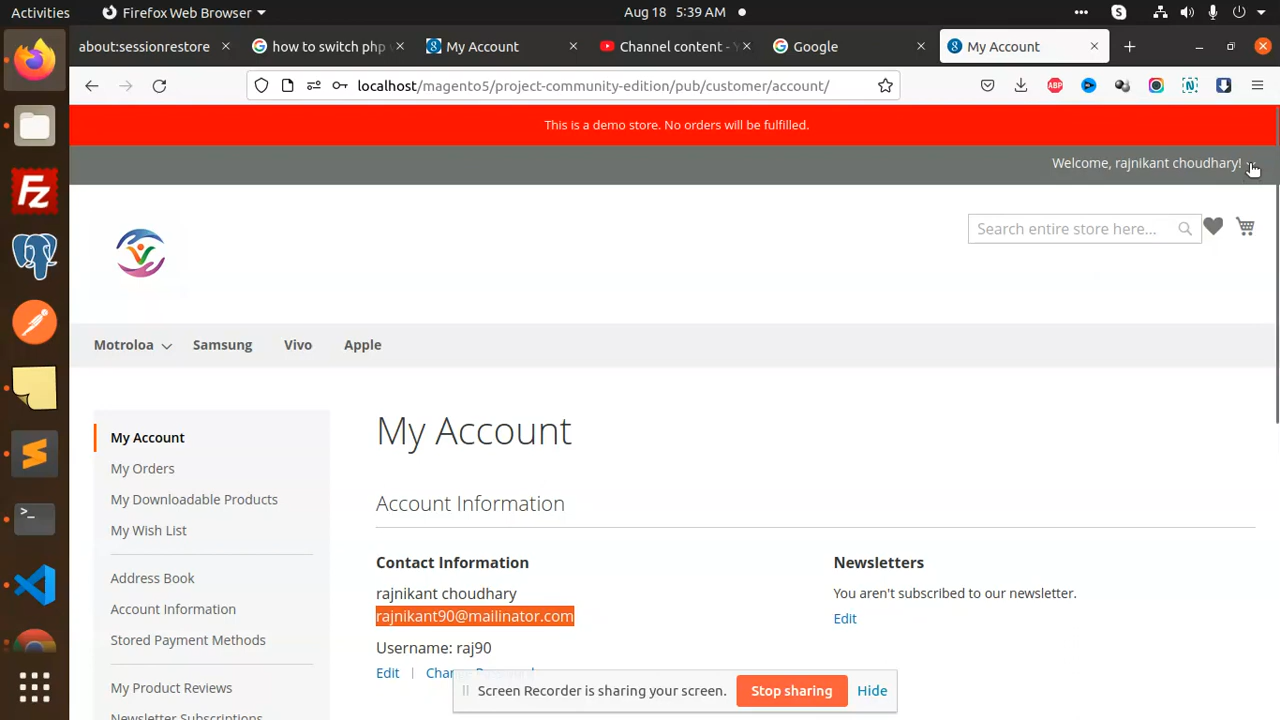 Activities
Firefox Web Browser
Aug 18 5:39 AM
about:sessionrestore
how to switch php
My Account
Channel content - Y
Google
My Account
localhost/magento5/project-community-edition/pub/customer/account/
This is a demo store. No orders will be fulfilled.
Welcome, rajnikant choudhary!
Search entire store here...
Motroloa
Samsung
Vivo
Apple
My Account
My Orders
My Downloadable Products
My Wish List
Address Book
Account Information
Stored Payment Methods
My Product Reviews
Newsletter Subscriptions
My Account
Account Information
Contact Information
rajnikant choudhary
rajnikant90@mailinator.com
Username: raj90
Edit | Change Password
Newsletters
You aren't subscribed to our newsletter.
Edit
Screen Recorder is sharing your screen.
Stop sharing
Hide